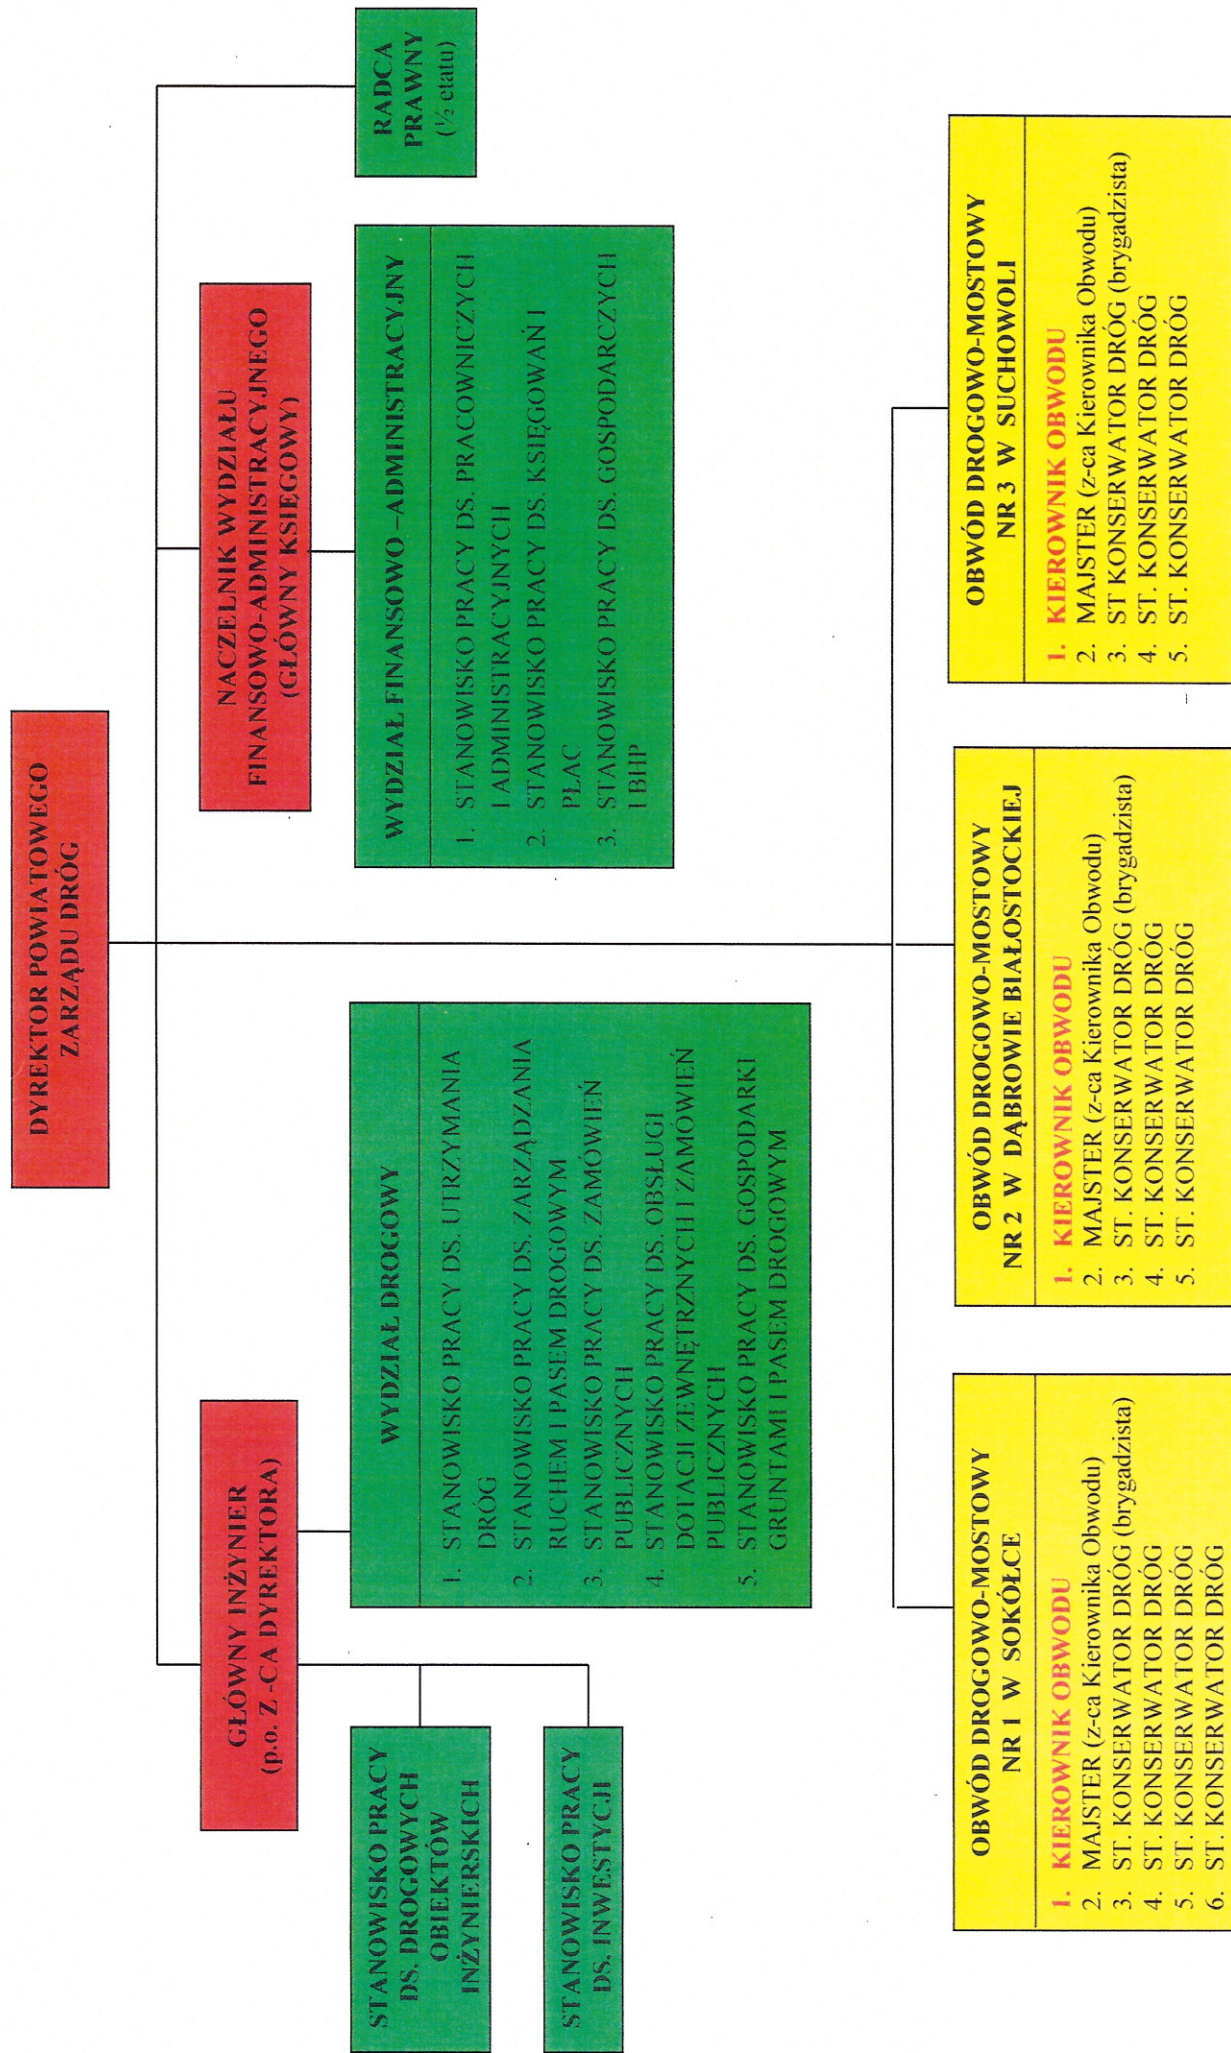 DYREKTOR POWIATOWEGO
ZARZĄDU DRÓG
GŁÓWNY INŻYNIER
(p.o. Z -CA DYREKTORA)
NACZELNIK WYDZIAŁU
FINANSOWO-ADMINISTRACYJNEGO
(GŁÓWNY KSIĘGOWY)
RADCA
PRAWNY
(½ etatu)
STANOWISKO PRACY
DS. DROGOWYCH
OBIEKTÓW
INŻYNIERSKICH
STANOWISKO PRACY
DS. INWESTYCJI
WYDZIAŁ DROGOWY
1. STANOWISKO PRACY DS. UTRZYMANIA
DRÓG
2. STANOWISKO PRACY DS. ZARZĄDZANIA
RUCHEM I PASEM DROGOWYM
3. STANOWISKO PRACY DS. ZAMÓWIEŃ
PUBLICZNYCH
4. STANOWISKO PRACY DS. OBSŁUGI
DOTACJI ZEWNĘTRZNYCH I ZAMÓWIEŃ
PUBLICZNYCH
5. STANOWISKO PRACY DS. GOSPODARKI
GRUNTAMI I PASEM DROGOWYM
WYDZIAŁ FINANSOWO –ADMINISTRACYJNY
1. STANOWISKO PRACY DS. PRACOWNICZYCH
I ADMINISTRACYJNYCH
2. STANOWISKO PRACY DS. KSIĘGOWAŃ I
PŁAC
3. STANOWISKO PRACY DS. GOSPODARCZYCH
I BHP
OBWÓD DROGOWO-MOSTOWY
NR 1 W SOKÓŁCE
1. KIEROWNIK OBWODU
2. MAJSTER (z-ca Kierownika Obwodu)
3. ST. KONSERWATOR DRÓG (brygadzista)
4. ST. KONSERWATOR DRÓG
5. ST. KONSERWATOR DRÓG
6. ST. KONSERWATOR DRÓG
OBWÓD DROGOWO-MOSTOWY
NR 2 W DĄBROWIE BIAŁOSTOCKIEJ
1. KIEROWNIK OBWODU
2. MAJSTER (z-ca Kierownika Obwodu)
3. ST. KONSERWATOR DRÓG (brygadzista)
4. ST. KONSERWATOR DRÓG
5. ST. KONSERWATOR DRÓG
OBWÓD DROGOWO-MOSTOWY
NR 3 W SUCHOWOLI
1. KIEROWNIK OBWODU
2. MAJSTER (z-ca Kierownika Obwodu)
3. ST KONSERWATOR DRÓG (brygadzista)
4. ST. KONSERWATOR DRÓG
5. ST. KONSERWATOR DRÓG